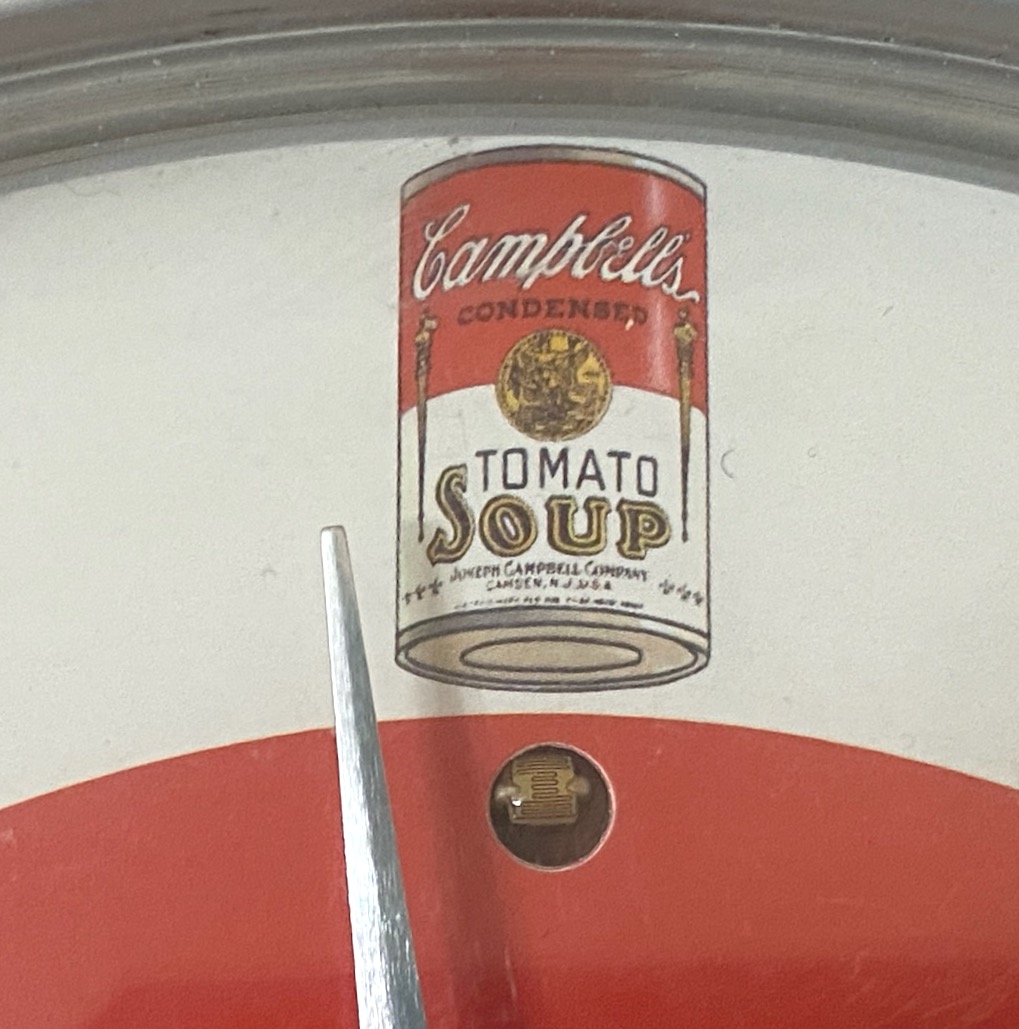 Campbell's
CONDENSED
TOMATO
SOUP
JOSEPH CAMPBELL COMPANY
CAMDEN, N.J., U.S.A.